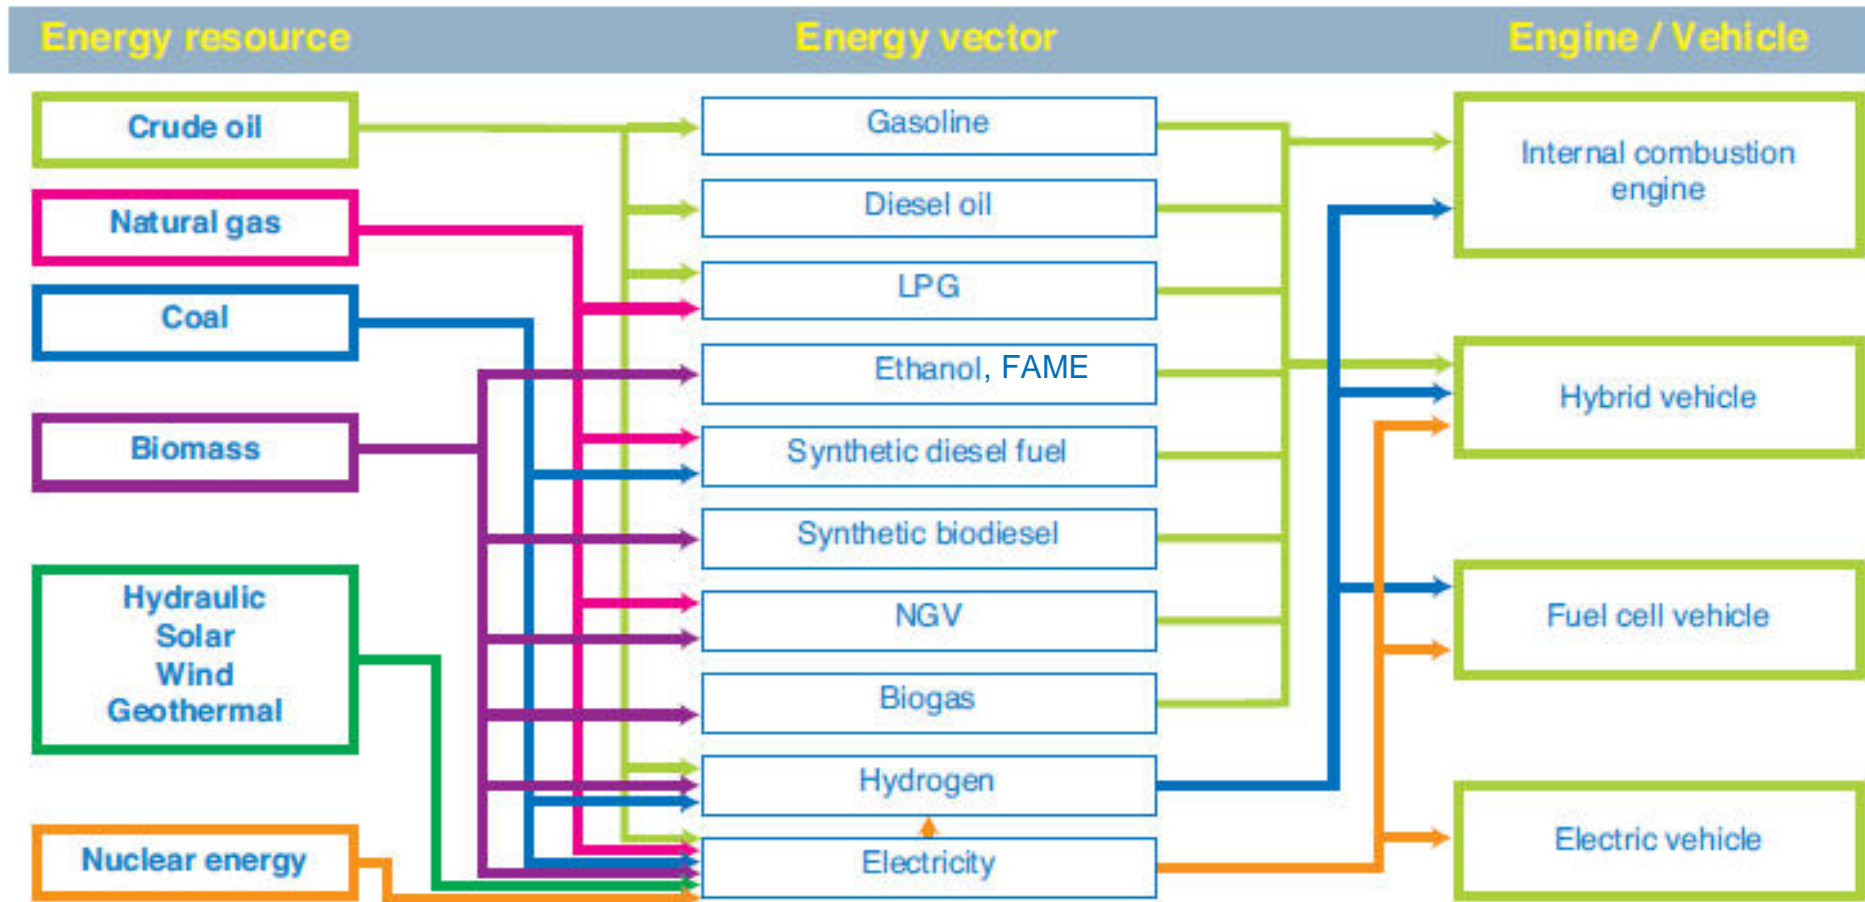 Energy resource
Energy vector
Engine / Vehicle
Crude oil
Natural gas
Coal
Biomass
Hydraulic
Solar
Wind
Geothermal
Nuclear energy
Gasoline
Diesel oil
LPG
Ethanol, FAME
Synthetic diesel fuel
Synthetic biodiesel
NGV
Biogas
Hydrogen
Electricity
Internal combustion
engine
Hybrid vehicle
Fuel cell vehicle
Electric vehicle